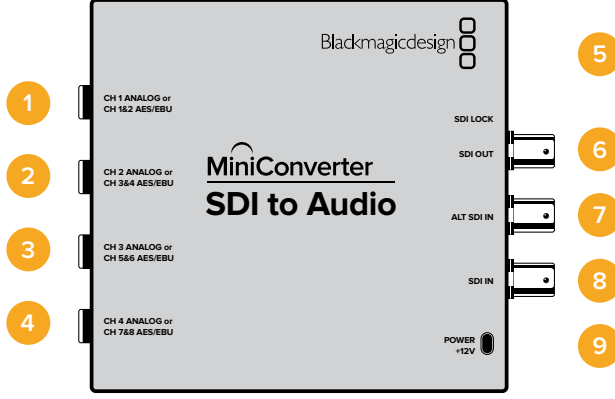 Blackmagicdesign
1
CH 1 ANALOG or
CH 1&2 AES/EBU
5
SDI LOCK
6
SDI OUT
2
CH 2 ANALOG or
CH 3&4 AES/EBU
MiniConverter
SDI to Audio
7
ALT SDI IN
3
CH 3 ANALOG or
CH 5&6 AES/EBU
8
SDI IN
4
CH 4 ANALOG or
CH 7&8 AES/EBU
9
POWER
+12V